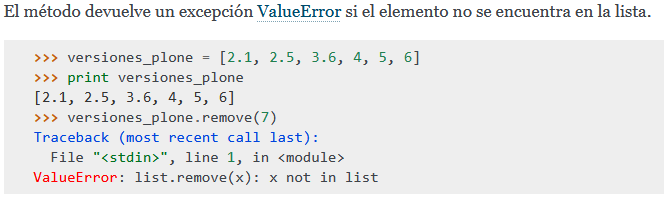 El método devuelve un excepción ValueError si el elemento no se encuentra en la lista.
>>> versiones_plone = [2.1, 2.5, 3.6, 4, 5, 6]
>>> print versiones_plone
[2.1, 2.5, 3.6, 4, 5, 6]
>>> versiones_plone.remove(7)
Traceback (most recent call last):
  File "<stdin>", line 1, in <module>
ValueError: list.remove(x): x not in list